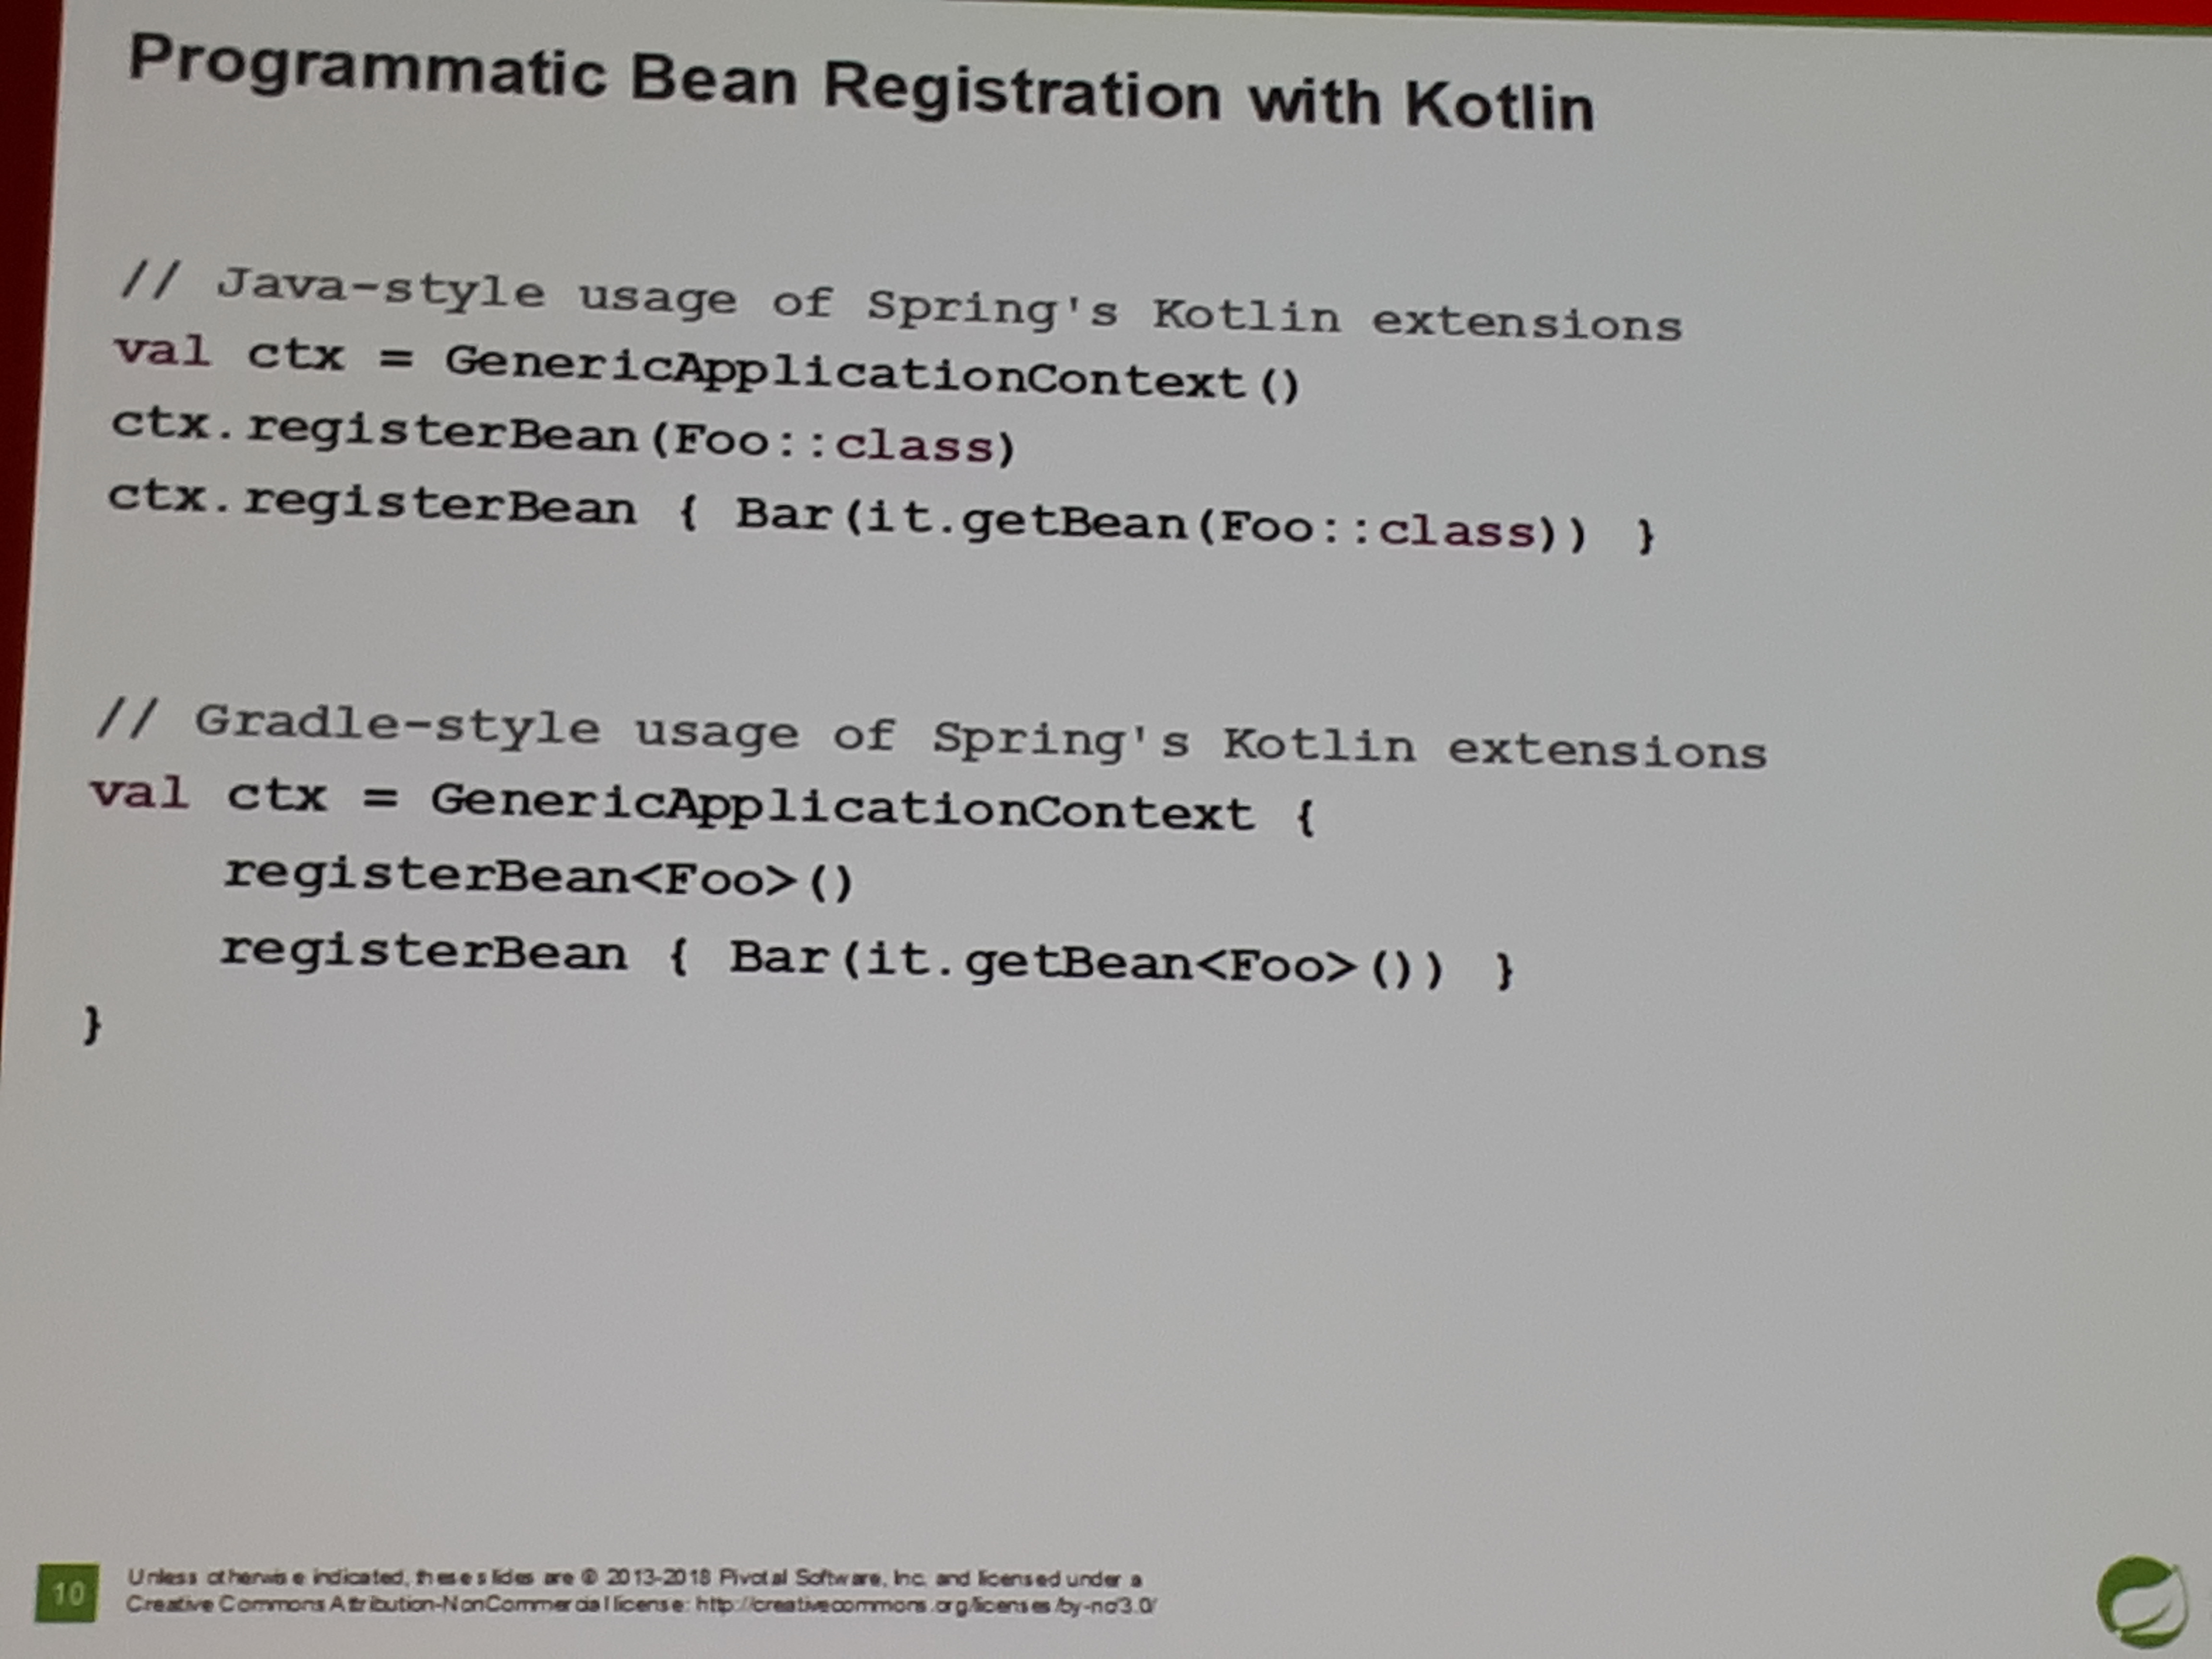 Programmatic Bean Registration with Kotlin
// Java-style usage of Spring's Kotlin extensions
val ctx = GenericApplicationContext()
ctx.registerBean(Foo::class)
ctx.registerBean { Bar(it.getBean(Foo::class)) }
// Gradle-style usage of Spring's Kotlin extensions
val ctx = GenericApplicationContext {
registerBean<Foo>()
registerBean { Bar(it.getBean<Foo>()) }
}
10
Unless otherwise indicated, these slides are © 2013-2018 Pivotal Software, Inc. and licensed under a
Creative Commons Attribution-NonCommercial license: http://creativecommons.org/licenses/by-nc/3.0/